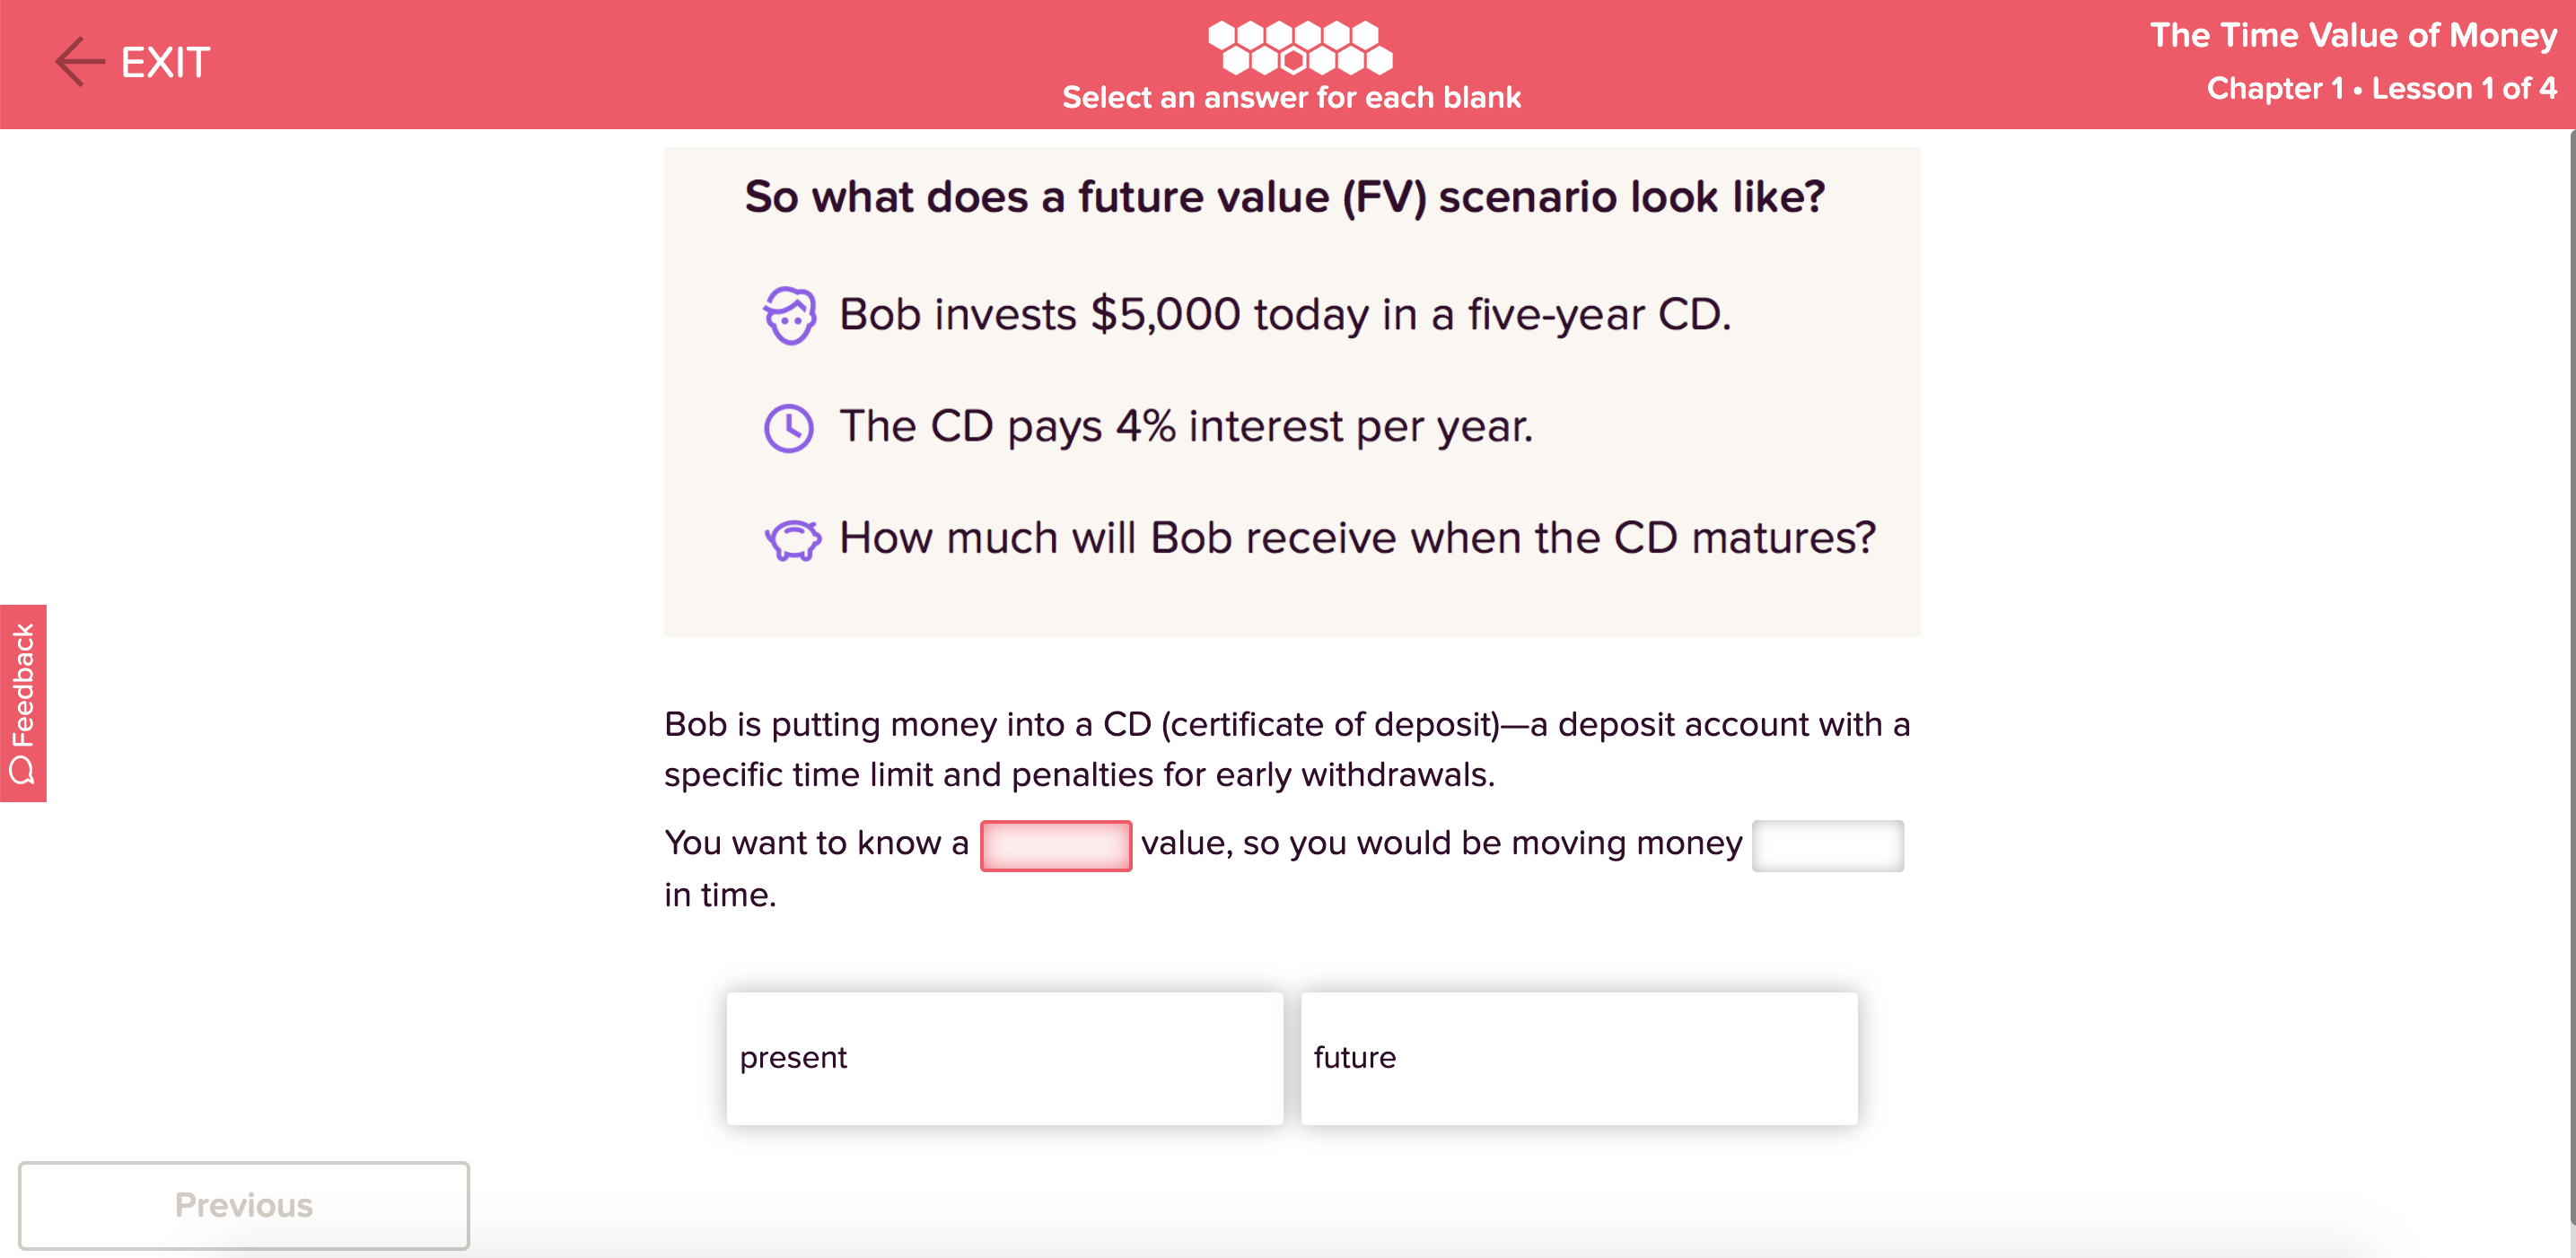 EXIT
Select an answer for each blank
The Time Value of Money
Chapter 1 • Lesson 1 of 4
So what does a future value (FV) scenario look like?
Bob invests $5,000 today in a five-year CD.
The CD pays 4% interest per year.
How much will Bob receive when the CD matures?
Feedback
Bob is putting money into a CD (certificate of deposit)—a deposit account with a
specific time limit and penalties for early withdrawals.
You want to know a value, so you would be moving money
in time.
present
future
Previous